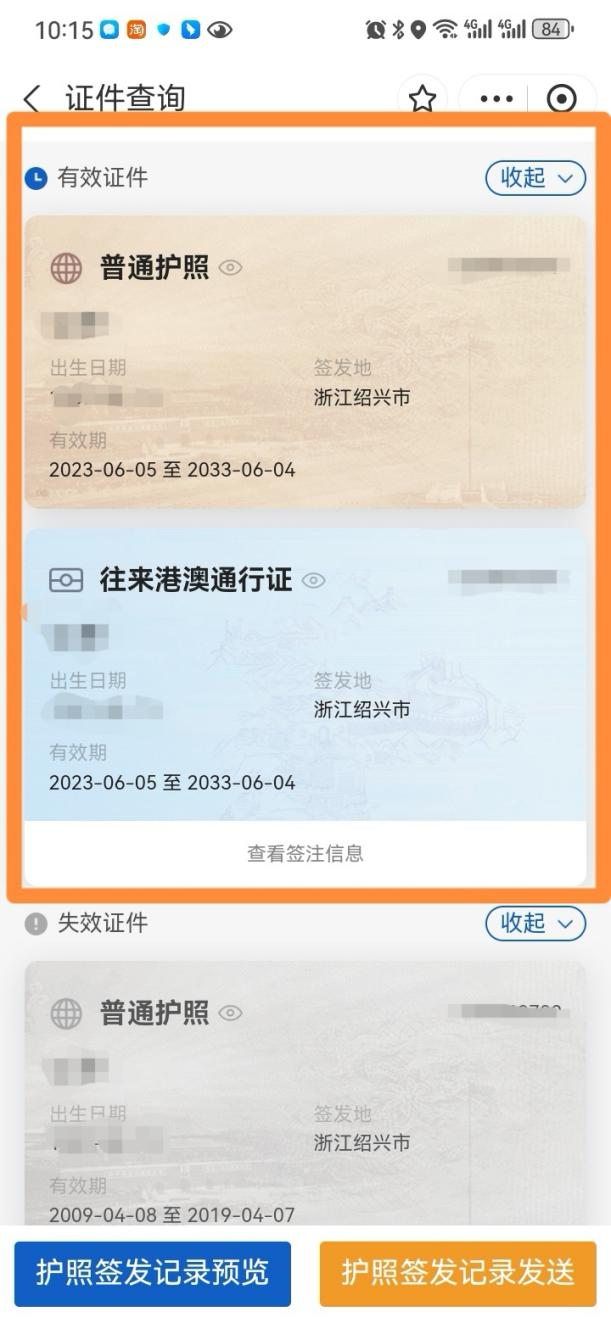 10:15 淘 4G 4G 84
证件查询
有效证件 收起
普通护照
出生日期 签发地
浙江绍兴市
有效期
2023-06-05 至 2033-06-04
往来港澳通行证
出生日期 签发地
浙江绍兴市
有效期
2023-06-05 至 2033-06-04
查看签注信息
失效证件 收起
普通护照
出生日期 签发地
浙江绍兴市
有效期
2009-04-08 至 2019-04-07
护照签发记录预览 护照签发记录发送